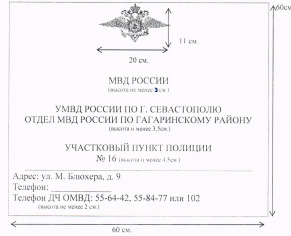 60см.
11 см.
20 см.
МВД РОССИИ
(высота не менее 3 см.)
УМВД РОССИИ ПО Г. СЕВАСТОПОЛЮ
ОТДЕЛ МВД РОССИИ ПО ГАГАРИНСКОМУ РАЙОНУ
(высота н менее 3,5см.)
УЧАСТКОВЫЙ ПУНКТ ПОЛИЦИИ
№ 16 (высота н менее 4,5см.)
Адрес: ул. М. Блюхера, д. 9
Телефон:
Телефон ДЧ ОМВД: 55-64-42, 55-84-77 или 102
(высота не менее 2 см.)
60 см.